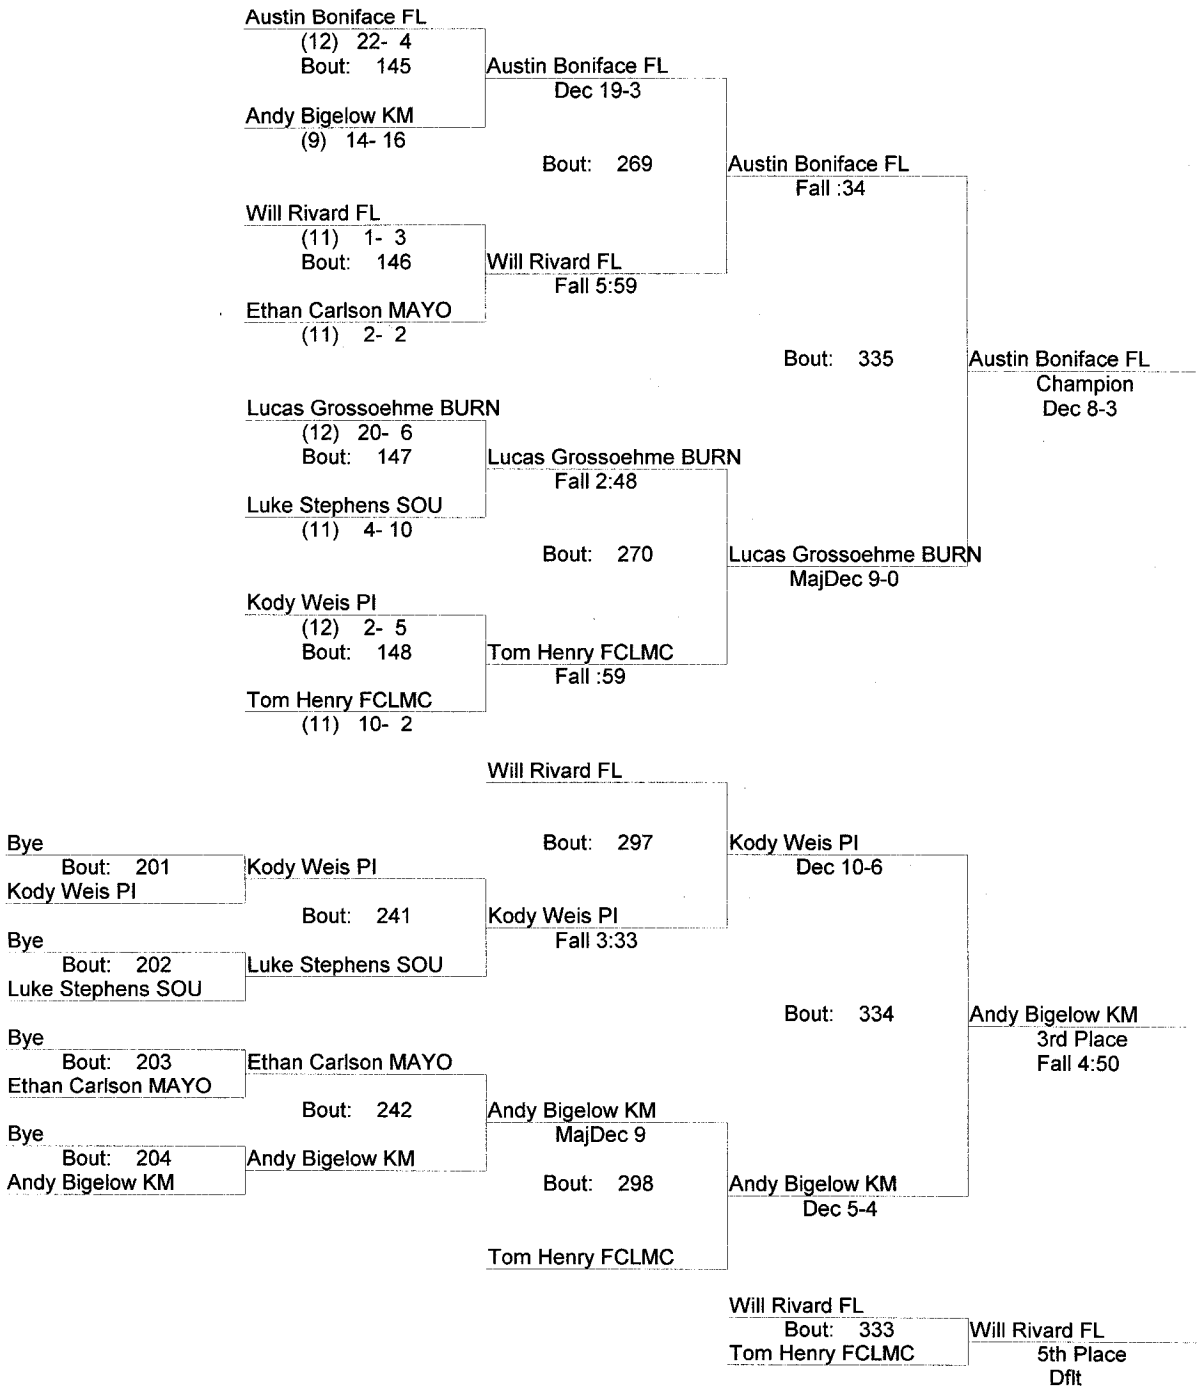 Austin Boniface FL
(12) 22- 4
Bout: 145
Austin Boniface FL
Dec 19-3
Andy Bigelow KM
(9) 14- 16
Bout: 269
Austin Boniface FL
Fall :34
Will Rivard FL
(11) 1- 3
Bout: 146
Will Rivard FL
Fall 5:59
Ethan Carlson MAYO
(11) 2- 2
Bout: 335
Austin Boniface FL
Champion
Dec 8-3
Lucas Grossoehme BURN
(12) 20- 6
Bout: 147
Lucas Grossoehme BURN
Fall 2:48
Luke Stephens SOU
(11) 4- 10
Bout: 270
Lucas Grossoehme BURN
MajDec 9-0
Kody Weis PI
(12) 2- 5
Bout: 148
Tom Henry FCLMC
Fall :59
Tom Henry FCLMC
(11) 10- 2
Will Rivard FL
Bout: 297
Kody Weis PI
Dec 10-6
Bye
Bout: 201
Kody Weis PI
Kody Weis PI
Bout: 241
Kody Weis PI
Fall 3:33
Bye
Bout: 202
Luke Stephens SOU
Luke Stephens SOU
Bout: 334
Andy Bigelow KM
3rd Place
Fall 4:50
Bye
Bout: 203
Ethan Carlson MAYO
Ethan Carlson MAYO
Bout: 242
Andy Bigelow KM
MajDec 9
Bye
Bout: 204
Andy Bigelow KM
Andy Bigelow KM
Bout: 298
Andy Bigelow KM
Dec 5-4
Tom Henry FCLMC
Will Rivard FL
Bout: 333
Tom Henry FCLMC
Will Rivard FL
5th Place
Dflt